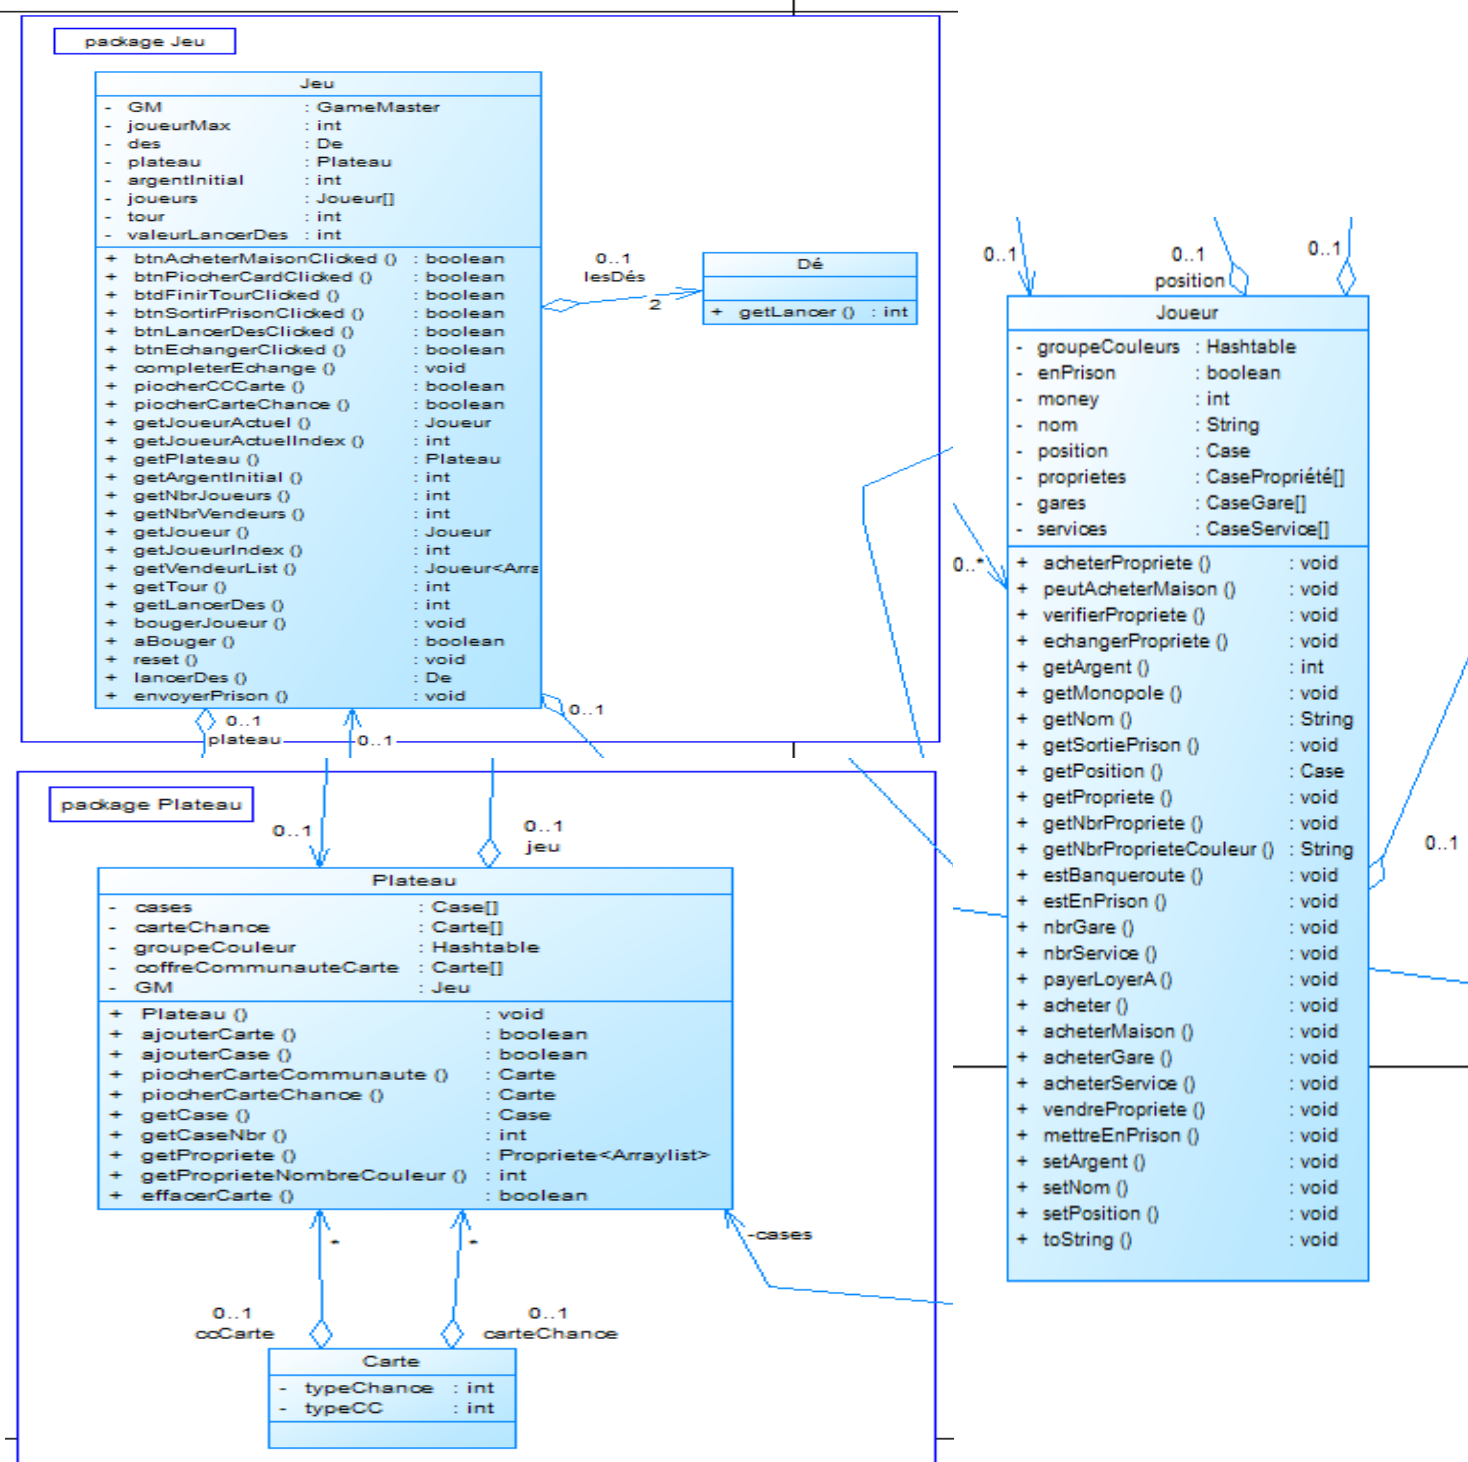 package Jeu
Jeu
- GM : GameMaster
- joueurMax : int
- des : De
- plateau : Plateau
- argentInitial : int
- joueurs : Joueur[]
- tour : int
- valeurLancerDes : int
+ btnAcheterMaisonClicked () : boolean
+ btnPiocherCardClicked () : boolean
+ btdFinirTourClicked () : boolean
+ btnSortirPrisonClicked () : boolean
+ btnLancerDesClicked () : boolean
+ btnEchangerClicked () : boolean
+ completerEchange () : void
+ piocherCCCarte () : boolean
+ piocherCarteChance () : boolean
+ getJoueurActuel () : Joueur
+ getJoueurActuelIndex () : int
+ getPlateau () : Plateau
+ getArgentInitial () : int
+ getNbrJoueurs () : int
+ getNbrVendeurs () : int
+ getJoueur () : Joueur
+ getJoueurIndex () : int
+ getVendeurList () : Joueur<Arra
+ getTour () : int
+ getLancerDes () : int
+ bougerJoueur () : void
+ aBouger () : boolean
+ reset () : void
+ lancerDes () : De
+ envoyerPrison () : void
0..1
lesDés
2
Dé
+ getLancer () : int
0..1
plateau
0..1
0..1
package Plateau
0..1
0..1
jeu
Plateau
- cases : Case[]
- carteChance : Carte[]
- groupeCouleur : Hashtable
- coffreCommunauteCarte : Carte[]
- GM : Jeu
+ Plateau () : void
+ ajouterCarte () : boolean
+ ajouterCase () : boolean
+ piocherCarteCommunaute () : Carte
+ piocherCarteChance () : Carte
+ getCase () : Case
+ getCaseNbr () : int
+ getPropriete () : Propriete<Arraylist>
+ getProprieteNombreCouleur () : int
+ effacerCarte () : boolean
*
*
-cases
0..1
ccCarte
0..1
carteChance
Carte
- typeChance : int
- typeCC : int
0..1
0..1
position
0..1
0..*
Joueur
- groupeCouleurs : Hashtable
- enPrison : boolean
- money : int
- nom : String
- position : Case
- proprietes : CasePropriété[]
- gares : CaseGare[]
- services : CaseService[]
+ acheterPropriete () : void
+ peutAcheterMaison () : void
+ verifierPropriete () : void
+ echangerPropriete () : void
+ getArgent () : int
+ getMonopole () : void
+ getNom () : String
+ getSortiePrison () : void
+ getPosition () : Case
+ getPropriete () : void
+ getNbrPropriete () : void
+ getNbrProprieteCouleur () : String
+ estBanqueroute () : void
+ estEnPrison () : void
+ nbrGare () : void
+ nbrService () : void
+ payerLoyerA () : void
+ acheter () : void
+ acheterMaison () : void
+ acheterGare () : void
+ acheterService () : void
+ vendrePropriete () : void
+ mettreEnPrison () : void
+ setArgent () : void
+ setNom () : void
+ setPosition () : void
+ toString () : void
0..1